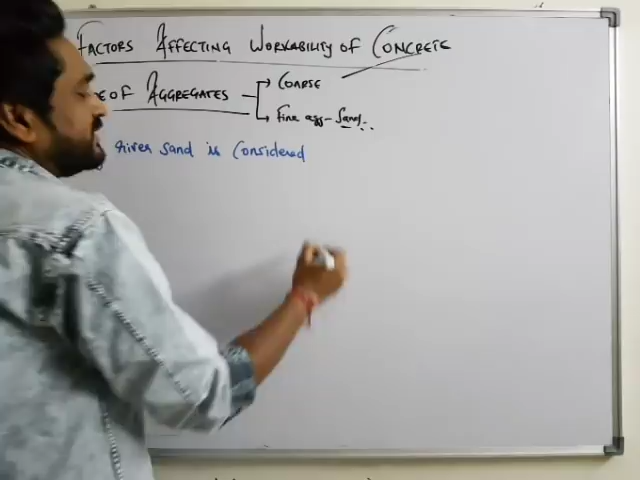 FACTORS AFFECTING WORKABILITY OF CONCRETE
OF AGGREGATES
COARSE
Fine agg - Sand
river sand is Considered